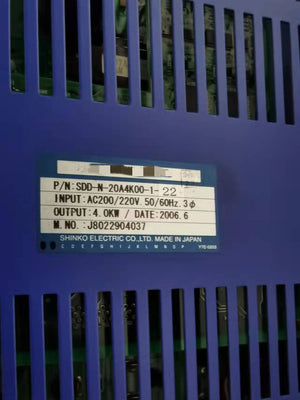 P/N:SDD-N-20A4K00-1-22
INPUT:AC200/220V.50/60Hz.3φ
OUTPUT:4.0KW / DATE:2006.6
M.NO.:J8022904037
SHINKO ELECTRIC CO.,LTD. MADE IN JAPAN
C D E F G H I J K L M N O P